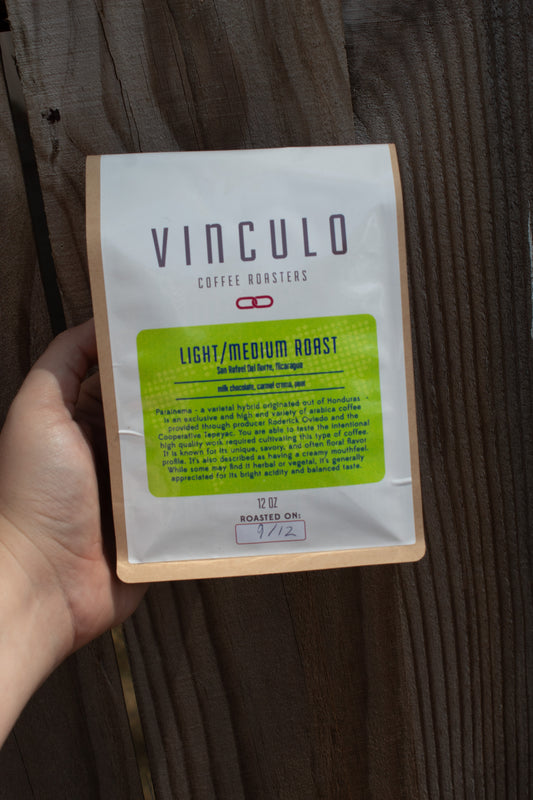 VINCULO
COFFEE ROASTERS
LIGHT/MEDIUM ROAST
San Rafael Del Norte, Nicaragua
milk chocolate, carmel crema, pear
Parainema - a varietal hybrid originated out of Honduras
is an exclusive and high end variety of arabica coffee
provided through producer Roderick Oviedo and the
Cooperative Tepeyac. You are able to taste the intentional
high quality work required cultivating this type of coffee.
It is known for its unique, savory, and often floral flavor
profile. It's also described as having a creamy mouthfeel.
While some may find it herbal or vegetal, it's generally
appreciated for its bright acidity and balanced taste.
12 OZ
ROASTED ON:
9/12